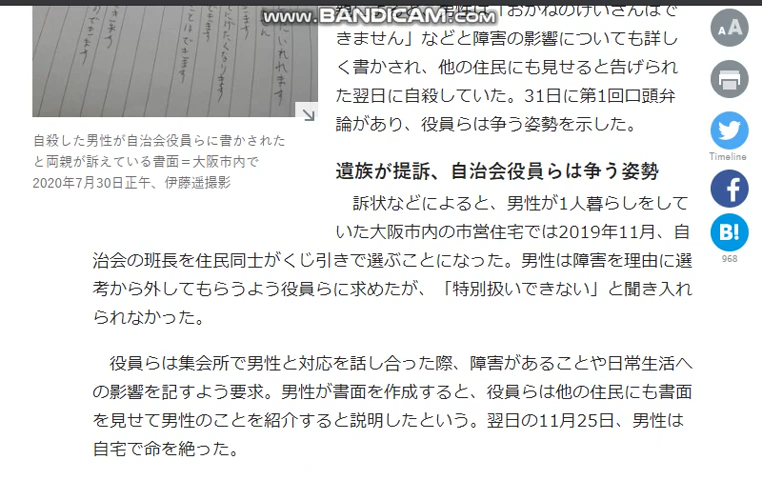 www.BANDICAM.com
きません」などと障害の影響についても詳し
く書かされ、他の住民にも見せると告げられ
た翌日に自殺していた。31日に第1回口頭弁
論があり、役員らは争う姿勢を示した。
自殺した男性が自治会役員らに書かされた
と両親が訴えている書面＝大阪市内で
2020年7月30日正午、伊藤遥撮影
遺族が提訴、自治会役員らは争う姿勢
訴状などによると、男性が1人暮らしをして
いた大阪市内の市営住宅では2019年11月、自
治会の班長を住民同士がくじ引きで選ぶことになった。男性は障害を理由に選
考から外してもらうよう役員らに求めたが、「特別扱いできない」と聞き入れ
られなかった。
役員らは集会所で男性と対応を話し合った際、障害があることや日常生活へ
の影響を記すよう要求。男性が書面を作成すると、役員らは他の住民にも書面
を見せて男性のことを紹介すると説明したという。翌日の11月25日、男性は
自宅で命を絶った。
AA
Timeline
f
B!
968